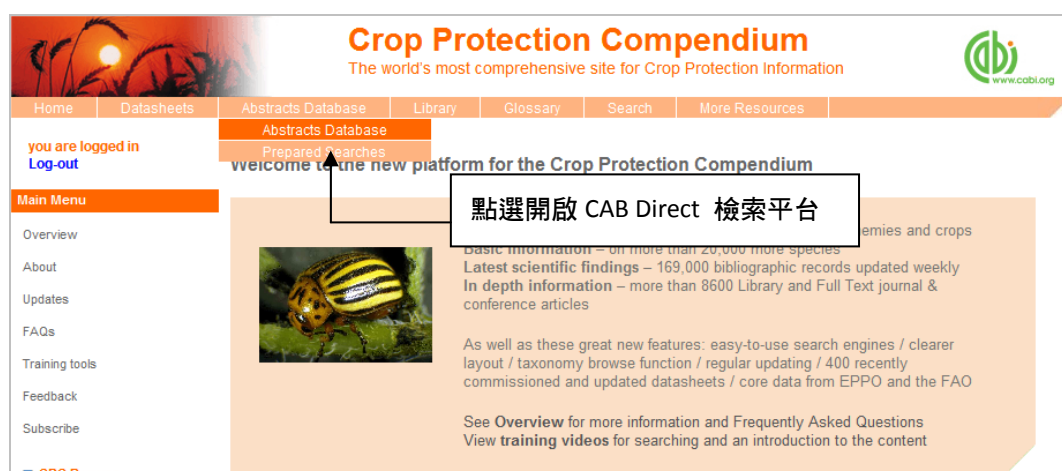 Crop Protection Compendium
The world's most comprehensive site for Crop Protection Information
www.cabi.org
Home Datasheets Abstracts Database Library Glossary Search More Resources
Abstracts Database
Prepared Searches
you are logged in
Log-out
Welcome to the new platform for the Crop Protection Compendium
點選開啟 CAB Direct 檢索平台
Main Menu
Overview
About
Updates
FAQs
Training tools
Feedback
Subscribe
emies and crops
Basic information – on more than 20,000 more species
Latest scientific findings – 169,000 bibliographic records updated weekly
In depth information – more than 8600 Library and Full Text journal &
conference articles
As well as these great new features: easy-to-use search engines / clearer
layout / taxonomy browse function / regular updating / 400 recently
commissioned and updated datasheets / core data from EPPO and the FAO
See Overview for more information and Frequently Asked Questions
View training videos for searching and an introduction to the content